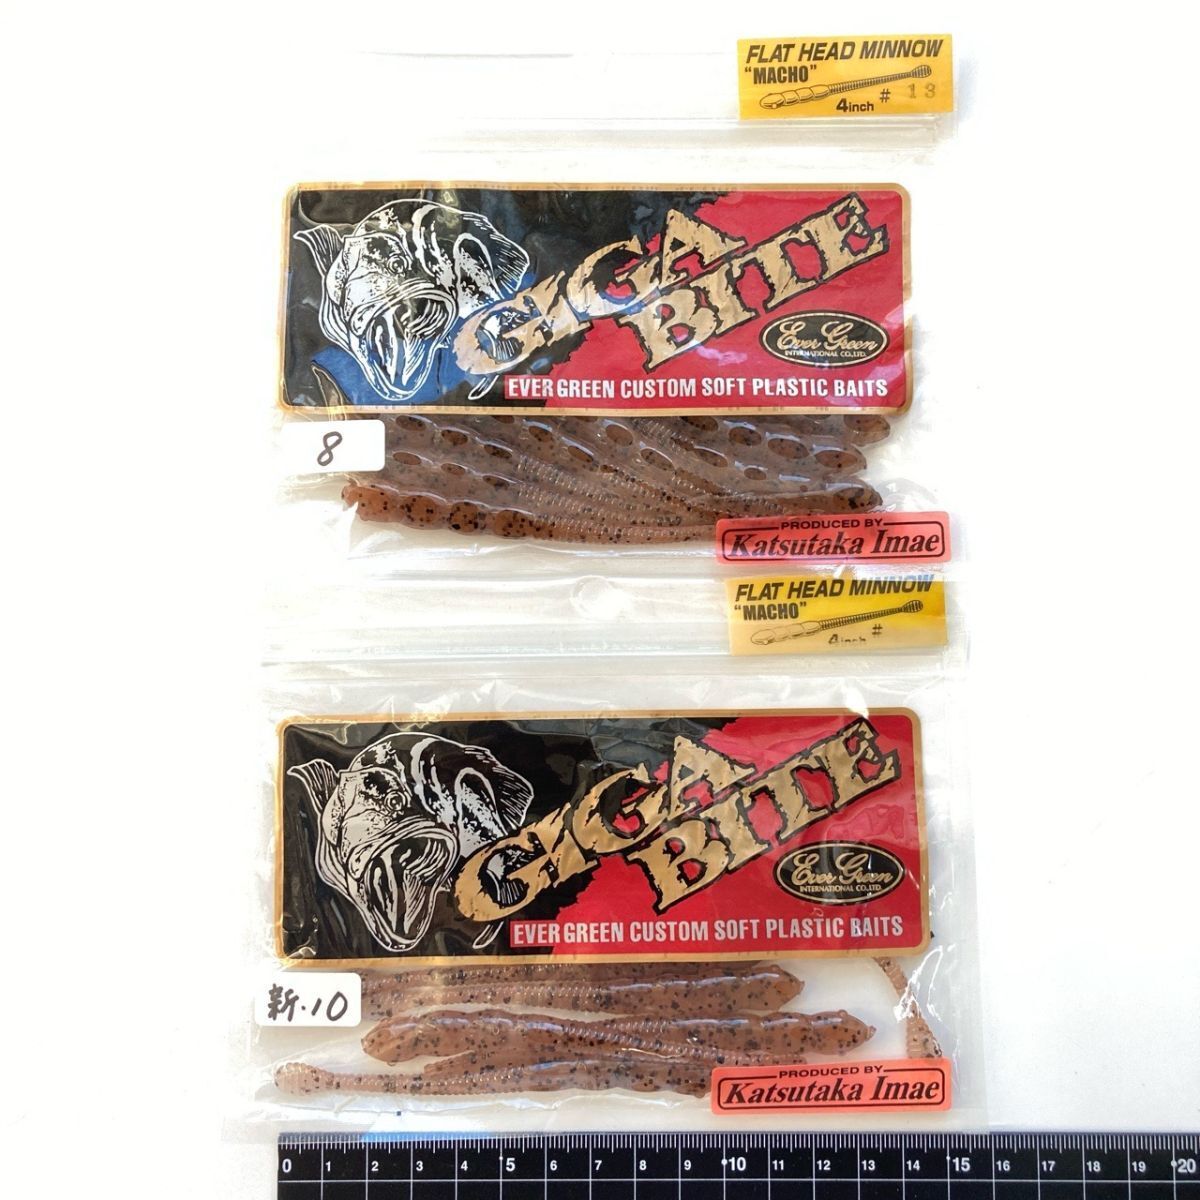 FLAT HEAD MINNOW
"MACHO"
4inch # 13
GIGA
BITE
Ever Green
INTERNATIONAL CO.,LTD.
EVER GREEN CUSTOM SOFT PLASTIC BAITS
8
PRODUCED BY
Katsutaka Imae
FLAT HEAD MINNOW
"MACHO"
4inch #
GIGA
BITE
Ever Green
INTERNATIONAL CO.,LTD.
EVER GREEN CUSTOM SOFT PLASTIC BAITS
新.10
PRODUCED BY
Katsutaka Imae
0 1 2 3 4 5 6 7 8 9 10 11 12 13 14 15 16 17 18 19 20